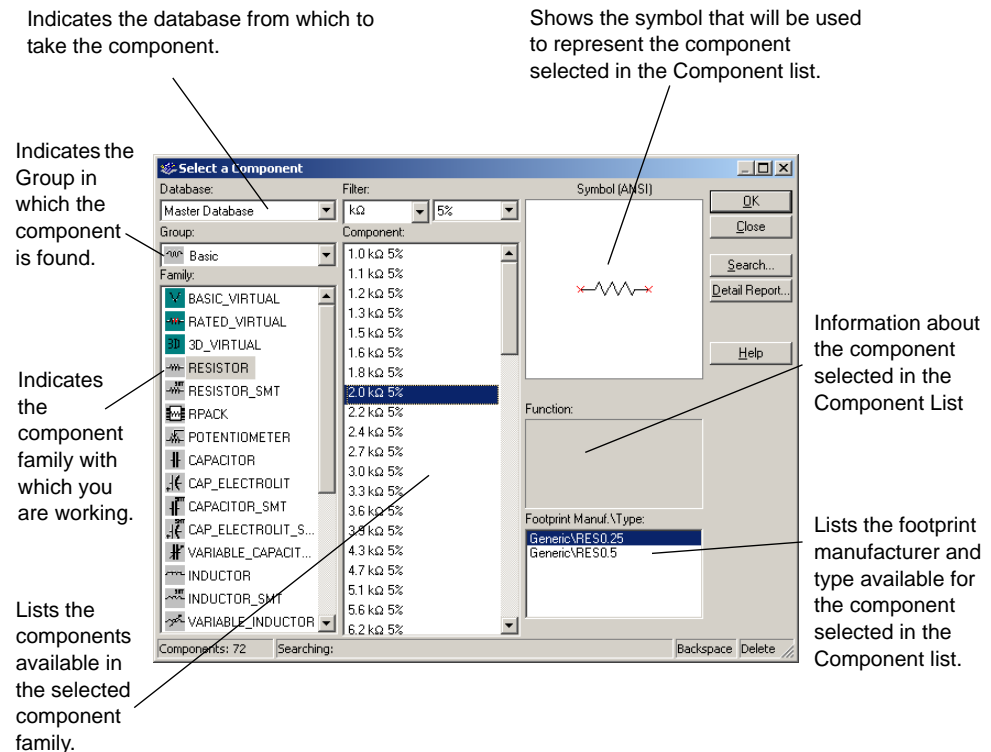 Indicates the database from which to
take the component.
Shows the symbol that will be used
to represent the component
selected in the Component list.
Indicates the
Group in
which the
component
is found.
Indicates
the
component
family with
which you
are working.
Lists the
components
available in
the selected
component
family.
Select a Component
Database:
Master Database
Group:
Basic
Family:
BASIC_VIRTUAL
RATED_VIRTUAL
3D 3D_VIRTUAL
RESISTOR
RESISTOR_SMT
RPACK
POTENTIOMETER
CAPACITOR
CAP_ELECTROLIT
CAPACITOR_SMT
CAP_ELECTROLIT_S...
VARIABLE_CAPACIT...
INDUCTOR
INDUCTOR_SMT
VARIABLE_INDUCTOR
Filter:
kΩ 5%
Component:
1.0 kΩ 5%
1.1 kΩ 5%
1.2 kΩ 5%
1.3 kΩ 5%
1.5 kΩ 5%
1.6 kΩ 5%
1.8 kΩ 5%
2.0 kΩ 5%
2.2 kΩ 5%
2.4 kΩ 5%
2.7 kΩ 5%
3.0 kΩ 5%
3.3 kΩ 5%
3.6 kΩ 5%
3.9 kΩ 5%
4.3 kΩ 5%
4.7 kΩ 5%
5.1 kΩ 5%
5.6 kΩ 5%
6.2 kΩ 5%
Symbol (ANSI)
Function:
Footprint Manuf.\Type:
Generic\RES0.25
Generic\RES0.5
OK
Close
Search...
Detail Report...
Help
Components: 72 Searching: Backspace Delete
Information about
the component
selected in the
Component List
Lists the footprint
manufacturer and
type available for
the component
selected in the
Component list.